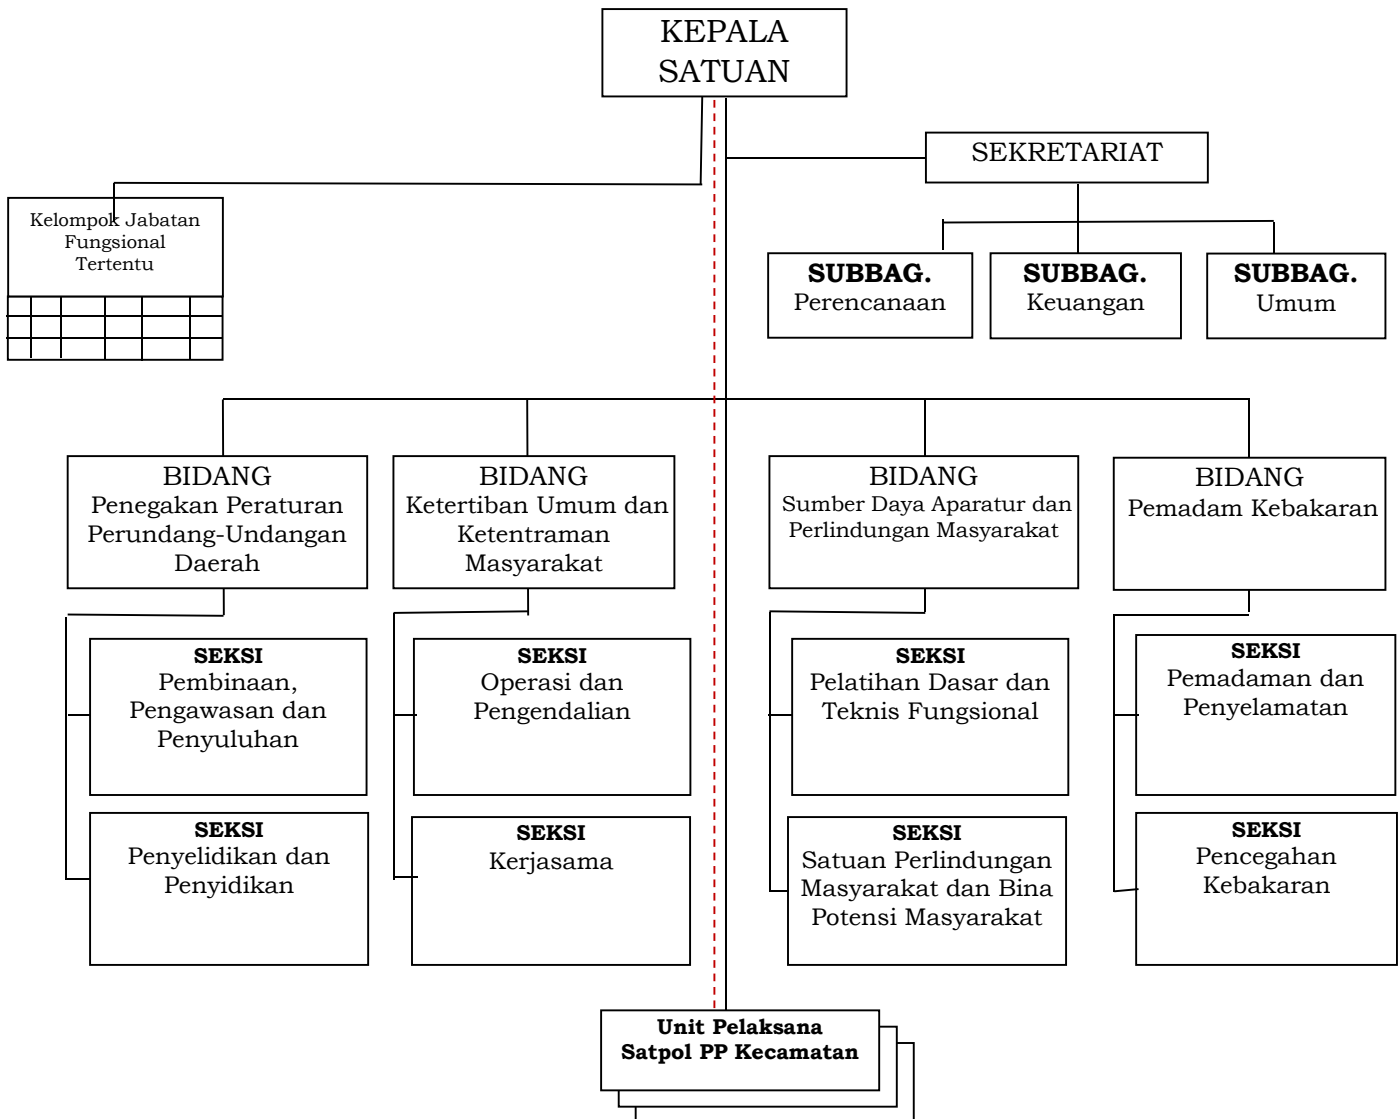 KEPALA
SATUAN
SEKRETARIAT
Kelompok Jabatan
Fungsional
Tertentu
SUBBAG.
Perencanaan
SUBBAG.
Keuangan
SUBBAG.
Umum
BIDANG
Penegakan Peraturan
Perundang-Undangan
Daerah
BIDANG
Ketertiban Umum dan
Ketentraman
Masyarakat
BIDANG
Sumber Daya Aparatur dan
Perlindungan Masyarakat
BIDANG
Pemadam Kebakaran
SEKSI
Pembinaan,
Pengawasan dan
Penyuluhan
SEKSI
Operasi dan
Pengendalian
SEKSI
Pelatihan Dasar dan
Teknis Fungsional
SEKSI
Pemadaman dan
Penyelamatan
SEKSI
Penyelidikan dan
Penyidikan
SEKSI
Kerjasama
SEKSI
Satuan Perlindungan
Masyarakat dan Bina
Potensi Masyarakat
SEKSI
Pencegahan
Kebakaran
Unit Pelaksana
Satpol PP Kecamatan